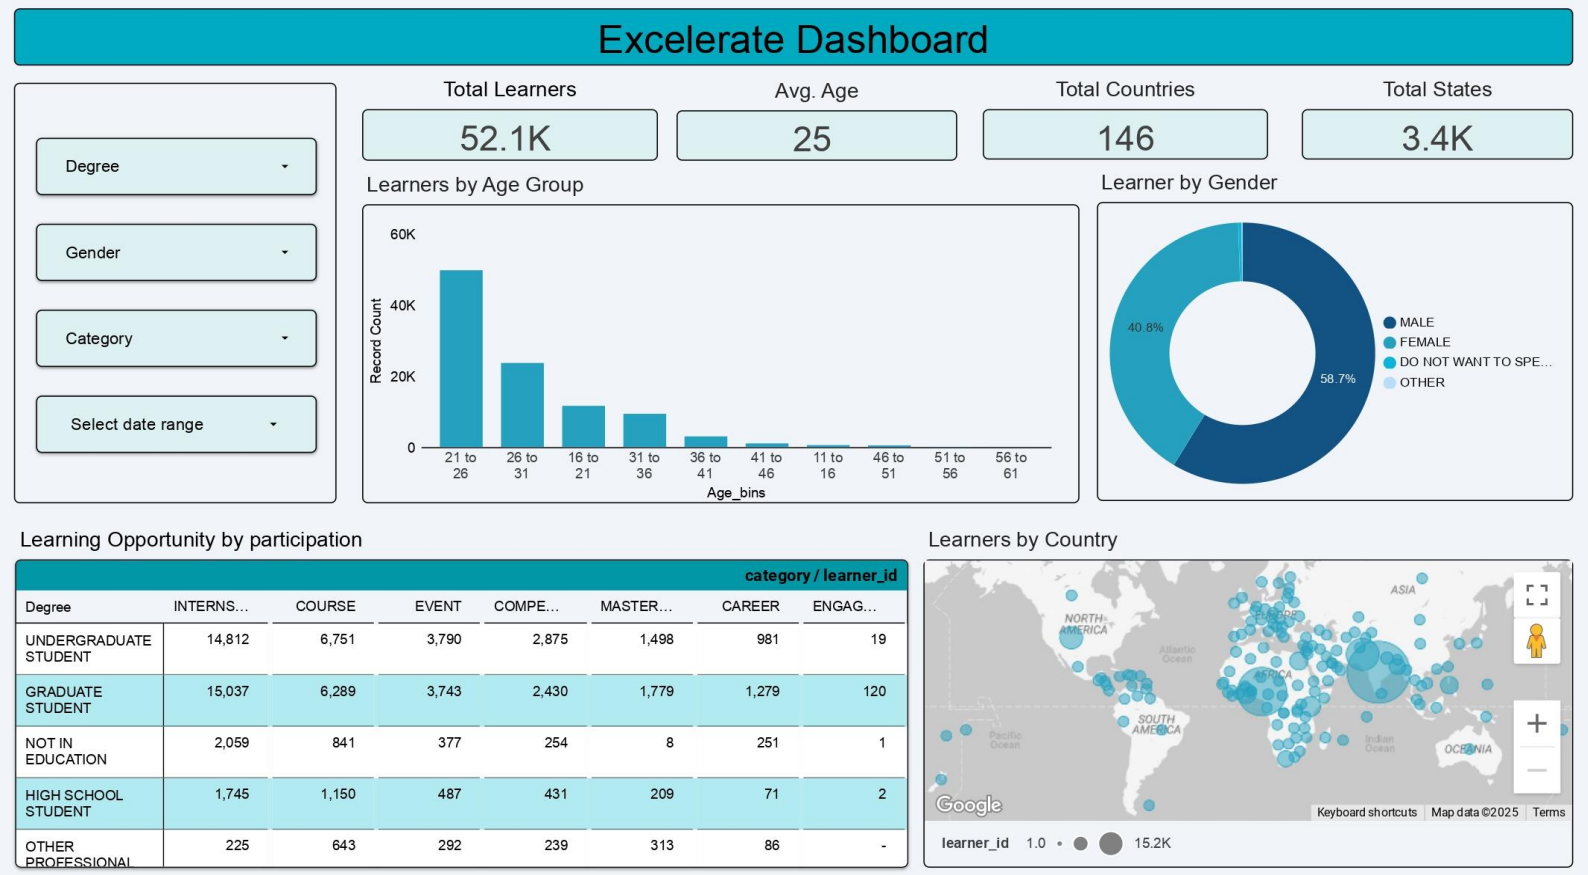 Excelerate Dashboard
Degree
Gender
Category
Select date range
Total Learners
52.1K
Avg. Age
25
Total Countries
146
Total States
3.4K
Learners by Age Group
60K
40K
20K
0
Record Count
21 to 26
26 to 31
16 to 21
31 to 36
36 to 41
41 to 46
11 to 16
46 to 51
51 to 56
56 to 61
Age_bins
Learner by Gender
40.8%
58.7%
MALE
FEMALE
DO NOT WANT TO SPE...
OTHER
Learning Opportunity by participation
category / learner_id
Degree INTERNS... COURSE EVENT COMPE... MASTER... CAREER ENGAG...
UNDERGRADUATE STUDENT 14,812 6,751 3,790 2,875 1,498 981 19
GRADUATE STUDENT 15,037 6,289 3,743 2,430 1,779 1,279 120
NOT IN EDUCATION 2,059 841 377 254 8 251 1
HIGH SCHOOL STUDENT 1,745 1,150 487 431 209 71 2
OTHER PROFESSIONAL 225 643 292 239 313 86 -
Learners by Country
NORTH AMERICA
Atlantic Ocean
EUROPE
ASIA
AFRICA
SOUTH AMERICA
Pacific Ocean
Indian Ocean
OCEANIA
Google
Keyboard shortcuts Map data ©2025 Terms
learner_id 1.0 15.2K